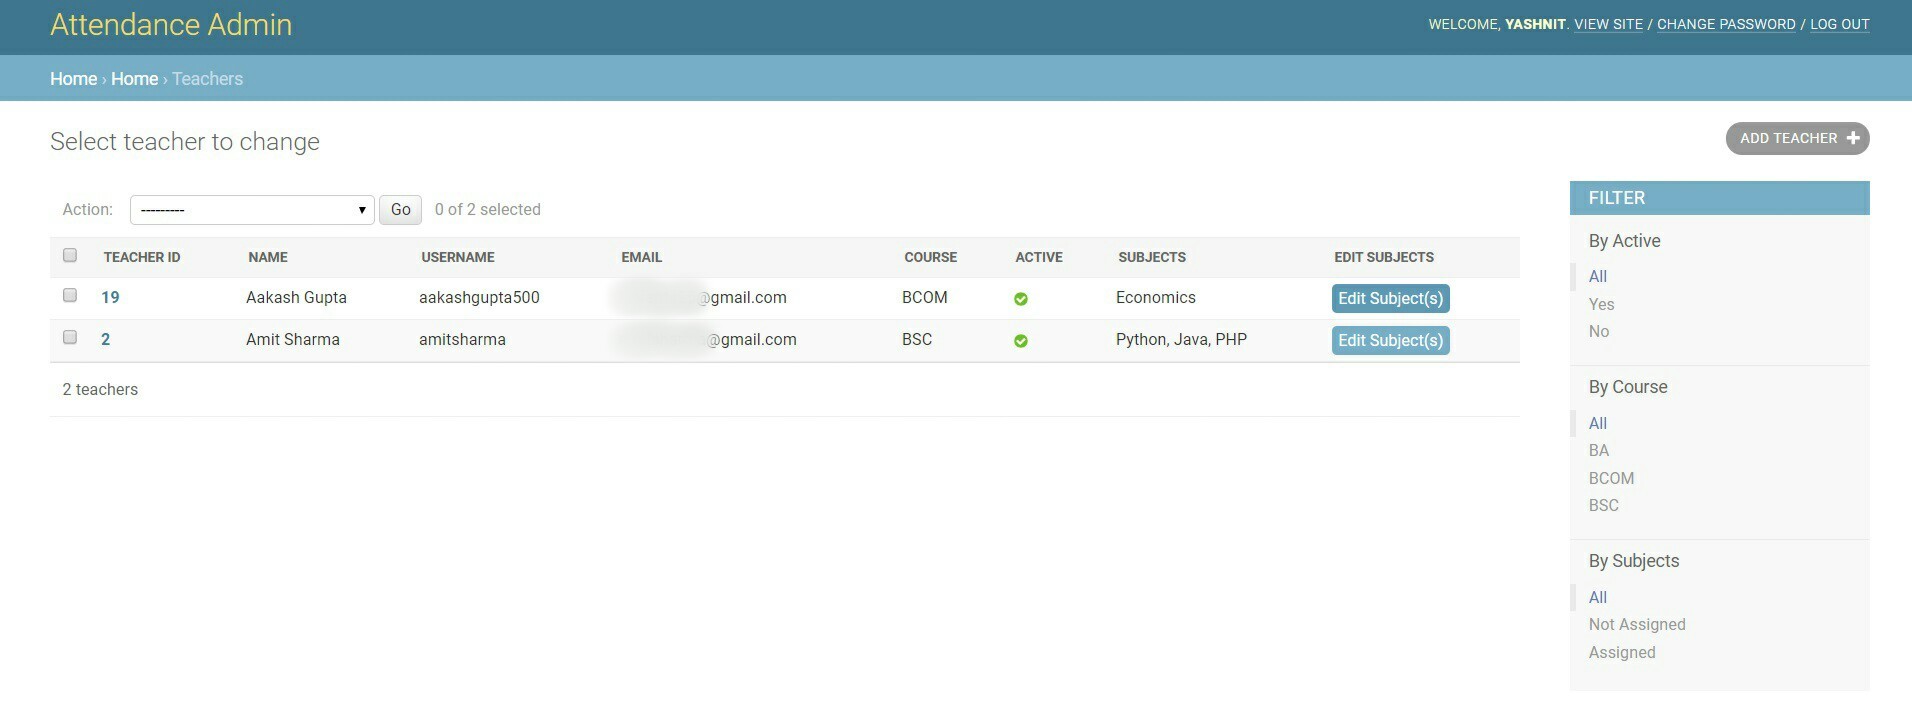 Attendance Admin
WELCOME, YASHNIT. VIEW SITE / CHANGE PASSWORD / LOG OUT
Home › Home › Teachers
Select teacher to change
ADD TEACHER +
Action: --------- Go 0 of 2 selected
TEACHER ID NAME USERNAME EMAIL COURSE ACTIVE SUBJECTS EDIT SUBJECTS
19 Aakash Gupta aakashgupta500 @gmail.com BCOM Economics Edit Subject(s)
2 Amit Sharma amitsharma @gmail.com BSC Python, Java, PHP Edit Subject(s)
2 teachers
FILTER
By Active
All
Yes
No
By Course
All
BA
BCOM
BSC
By Subjects
All
Not Assigned
Assigned